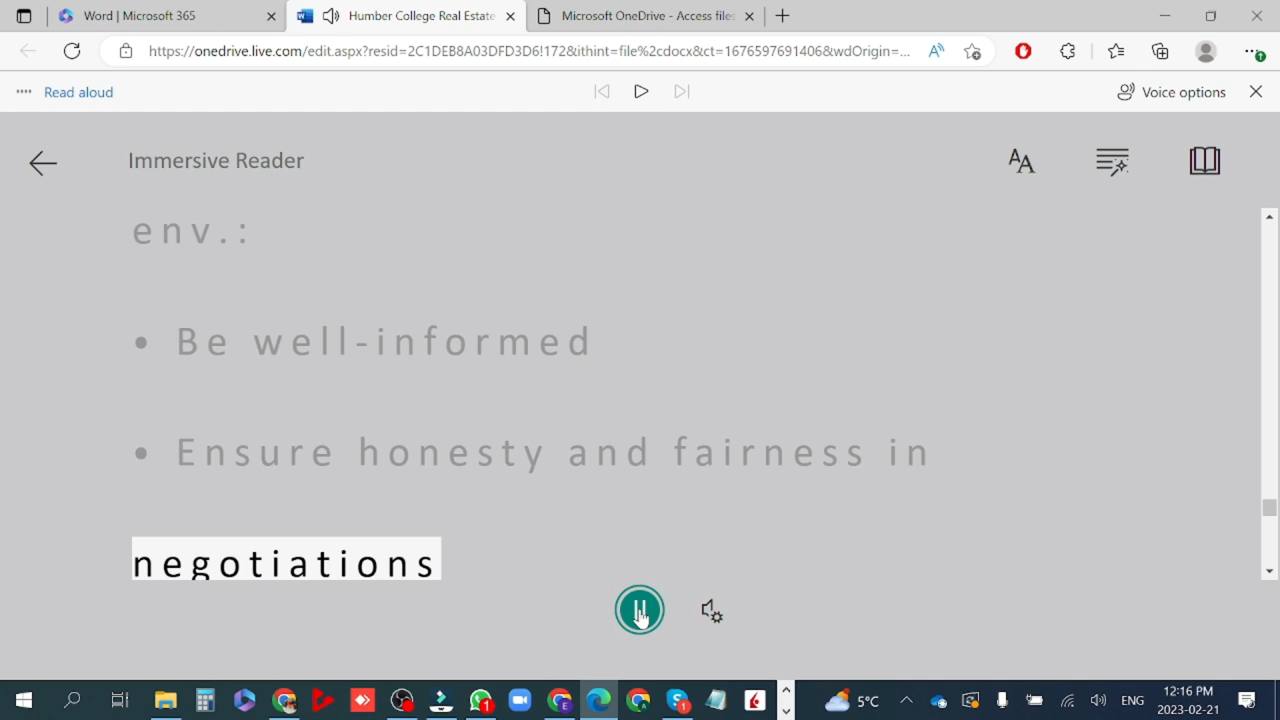 Word | Microsoft 365
Humber College Real Estate
Microsoft OneDrive - Access files
https://onedrive.live.com/edit.aspx?resid=2C1DEB8A03DFD3D6!172&ithint=file%2cdocx&ct=1676597691406&wdOrigin=...
Read aloud
Voice options
Immersive Reader
env.:
• Be well-informed
• Ensure honesty and fairness in
negotiations
5°C
ENG
12:16 PM
2023-02-21